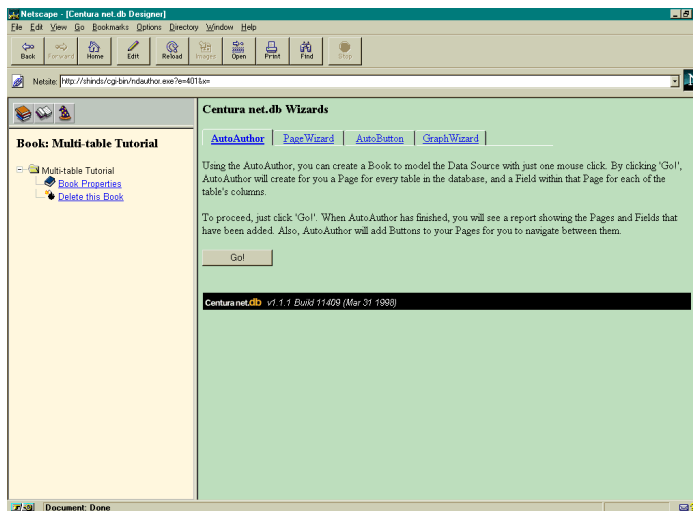 Netscape - [Centura net.db Designer]
File Edit View Go Bookmarks Options Directory Window Help
Back Forward Home Edit Reload Images Open Print Find Stop
Netsite: http://shinds/cgi-bin/ndauthor.exe?e=401&x=
N
Centura net.db Wizards
Book: Multi-table Tutorial
AutoAuthor PageWizard AutoButton GraphWizard
Multi-table Tutorial
Book Properties
Delete this Book
Using the AutoAuthor, you can create a Book to model the Data Source with just one mouse click. By clicking 'Go!',
AutoAuthor will create for you a Page for every table in the database, and a Field within that Page for each of the
table's columns.
To proceed, just click 'Go!'. When AutoAuthor has finished, you will see a report showing the Pages and Fields that
have been added. Also, AutoAuthor will add Buttons to your Pages for you to navigate between them.
Go!
Centura net.db v1.1.1 Build 11409 (Mar 31 1998)
Document: Done